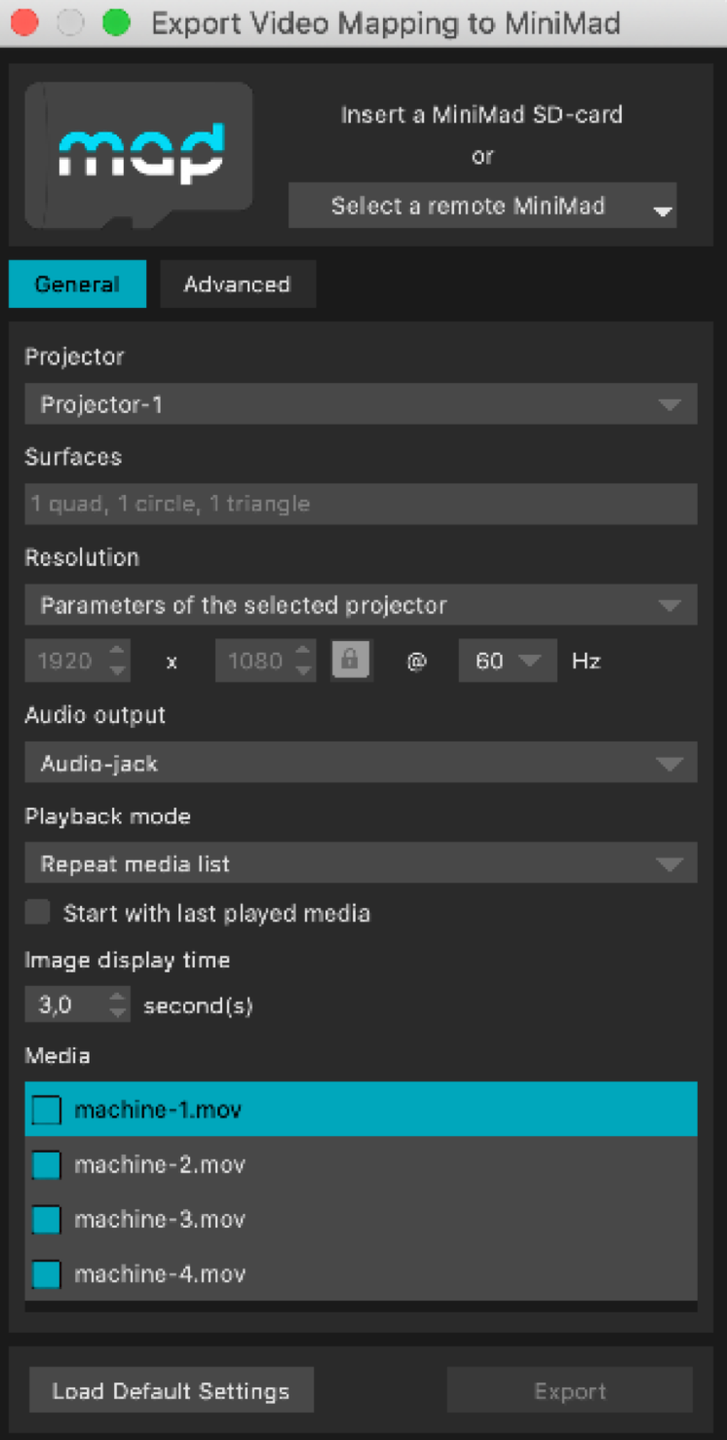 Export Video Mapping to MiniMad
map
Insert a MiniMad SD-card
or
Select a remote MiniMad
General
Advanced
Projector
Projector-1
Surfaces
1 quad, 1 circle, 1 triangle
Resolution
Parameters of the selected projector
1920 x 1080 @ 60 Hz
Audio output
Audio-jack
Playback mode
Repeat media list
Start with last played media
Image display time
3,0 second(s)
Media
machine-1.mov
machine-2.mov
machine-3.mov
machine-4.mov
Load Default Settings
Export